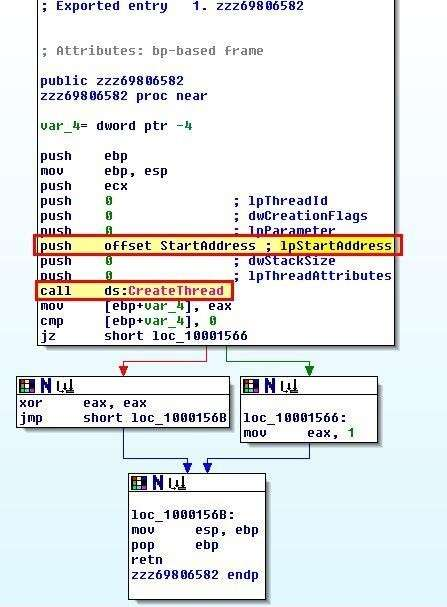 ; Exported entry   1. zzz69806582
; Attributes: bp-based frame
public zzz69806582
zzz69806582 proc near
var_4= dword ptr -4
push    ebp
mov     ebp, esp
push    ecx
push    0               ; lpThreadId
push    0               ; dwCreationFlags
push    0               ; lpParameter
push    offset StartAddress ; lpStartAddress
push    0               ; dwStackSize
push    0               ; lpThreadAttributes
call    ds:CreateThread
mov     [ebp+var_4], eax
cmp     [ebp+var_4], 0
jz      short loc_10001566
xor     eax, eax
jmp     short loc_1000156B
loc_10001566:
mov     eax, 1
loc_1000156B:
mov     esp, ebp
pop     ebp
retn
zzz69806582 endp